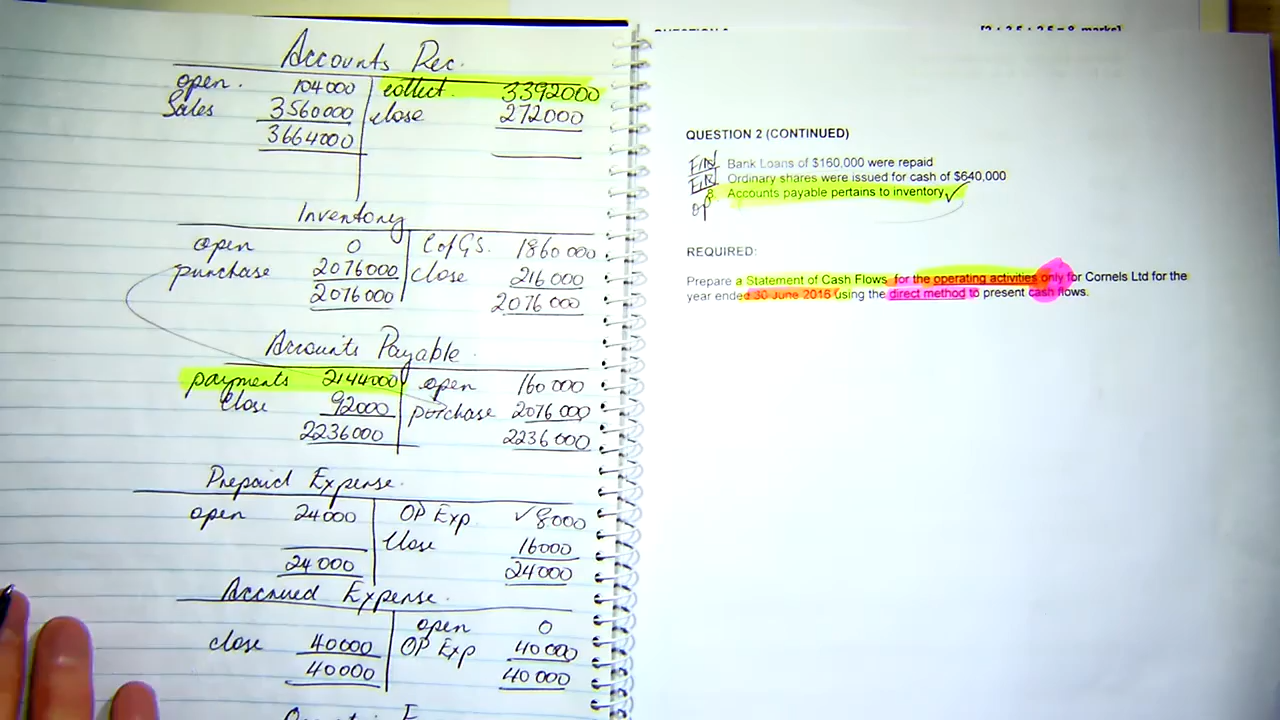 Accounts Rec.
open. 104000 collect. 3392000
Sales 3560000 close 272000
3664000
Inventory
open 0 CofGS. 1860000
purchase 2076000 close 216000
2076000 2076000
Accounts Payable
payments 2144000 open 160000
close 92000 purchase 2076000
2236000 2236000
Prepaid Expense.
open 24000 OP Exp. ✓8000
Close 16000
24000 24000
Accrued Expense.
open 0
close 40000 OP Exp 40000
40000 40000
QUESTION 2 (CONTINUED)
FIN Bank Loans of $160,000 were repaid
FIN Ordinary shares were issued for cash of $640,000
8. Accounts payable pertains to inventory ✓
op
REQUIRED:
Prepare a Statement of Cash Flows for the operating activities only for Cornels Ltd for the
year ended 30 June 2016 using the direct method to present cash flows.